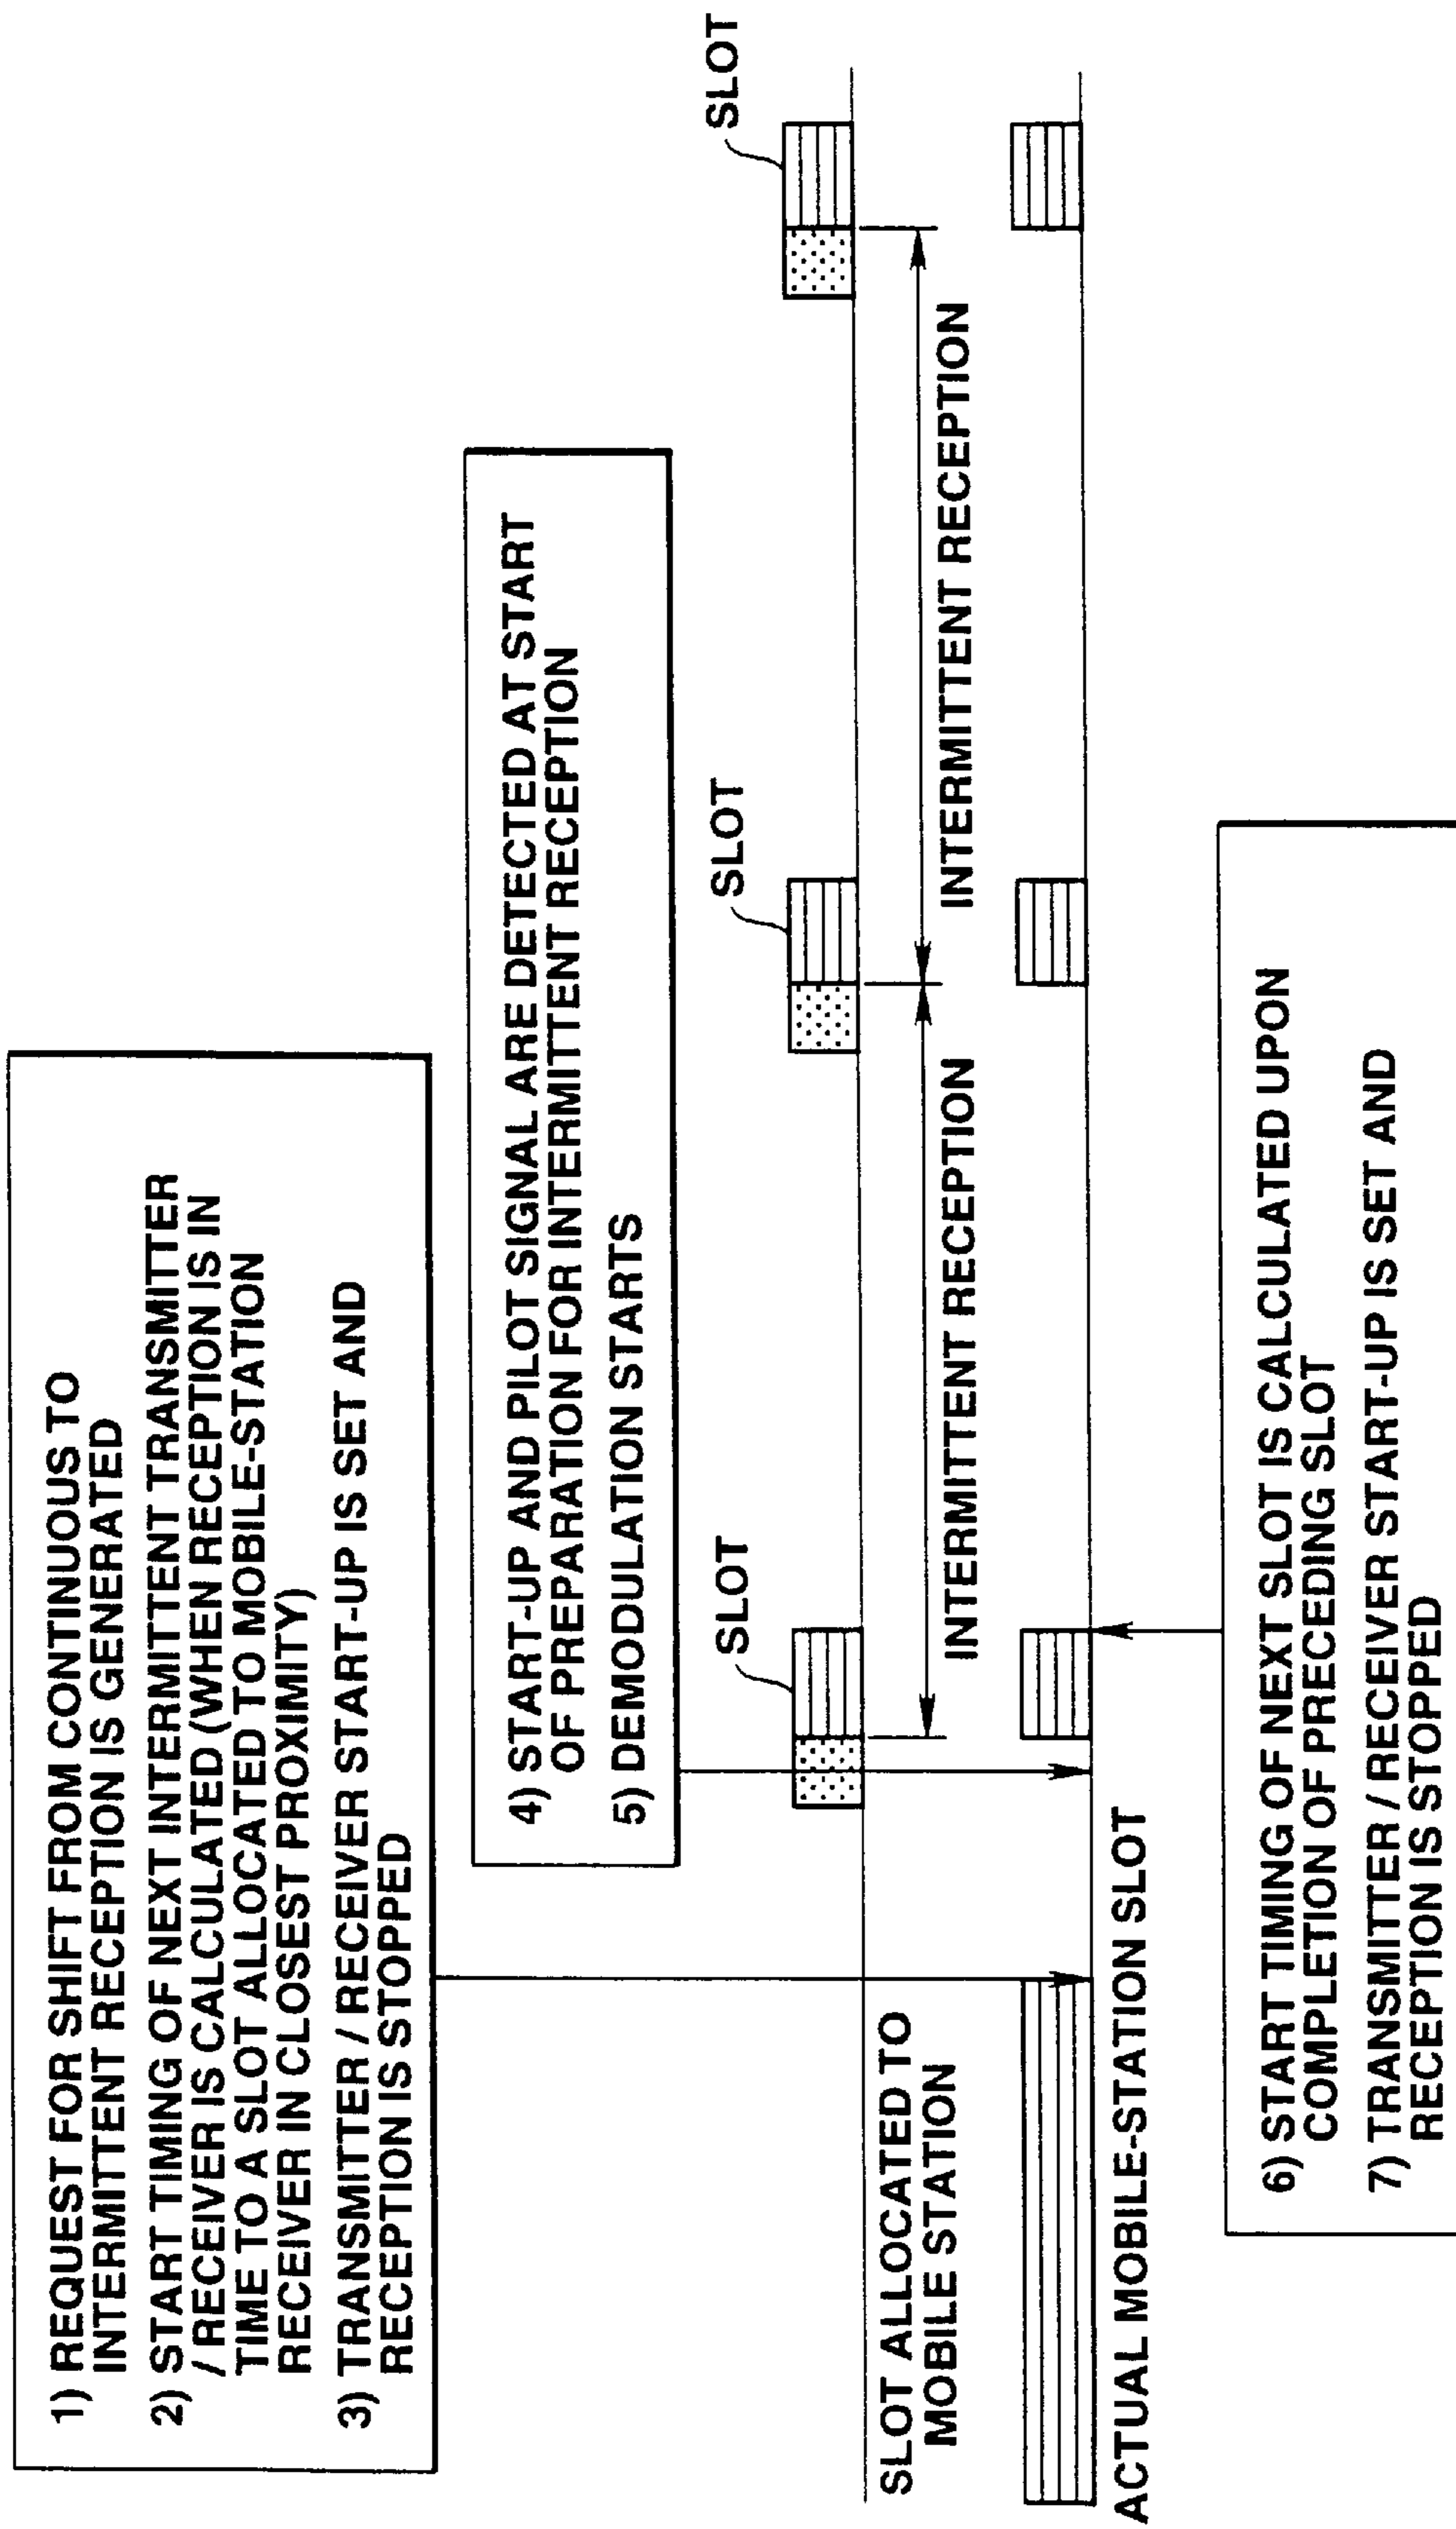 1) REQUEST FOR SHIFT FROM CONTINUOUS TO
INTERMITTENT RECEPTION IS GENERATED
2) START TIMING OF NEXT INTERMITTENT TRANSMITTER
/ RECEIVER IS CALCULATED (WHEN RECEPTION IS IN
TIME TO A SLOT ALLOCATED TO MOBILE-STATION
RECEIVER IN CLOSEST PROXIMITY)
3) TRANSMITTER / RECEIVER START-UP IS SET AND
RECEPTION IS STOPPED
4) START-UP AND PILOT SIGNAL ARE DETECTED AT START
OF PREPARATION FOR INTERMITTENT RECEPTION
5) DEMODULATION STARTS
SLOT
SLOT
SLOT
SLOT ALLOCATED TO
MOBILE STATION
INTERMITTENT RECEPTION
INTERMITTENT RECEPTION
ACTUAL MOBILE-STATION SLOT
6) START TIMING OF NEXT SLOT IS CALCULATED UPON
COMPLETION OF PRECEDING SLOT
7) TRANSMITTER / RECEIVER START-UP IS SET AND
RECEPTION IS STOPPED